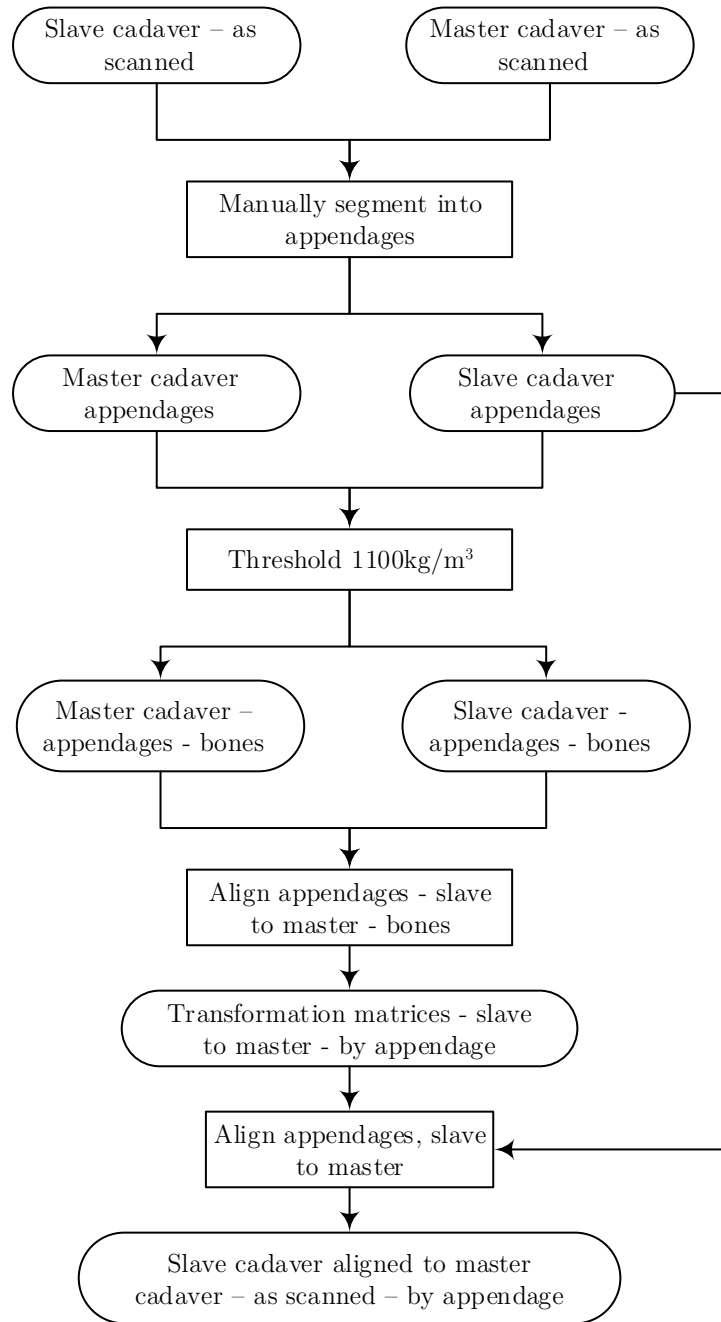 Slave cadaver – as
scanned
Master cadaver – as
scanned
Manually segment into
appendages
Master cadaver
appendages
Slave cadaver
appendages
Threshold 1100kg/m³
Master cadaver –
appendages - bones
Slave cadaver -
appendages - bones
Align appendages - slave
to master - bones
Transformation matrices - slave
to master - by appendage
Align appendages, slave
to master
Slave cadaver aligned to master
cadaver – as scanned – by appendage